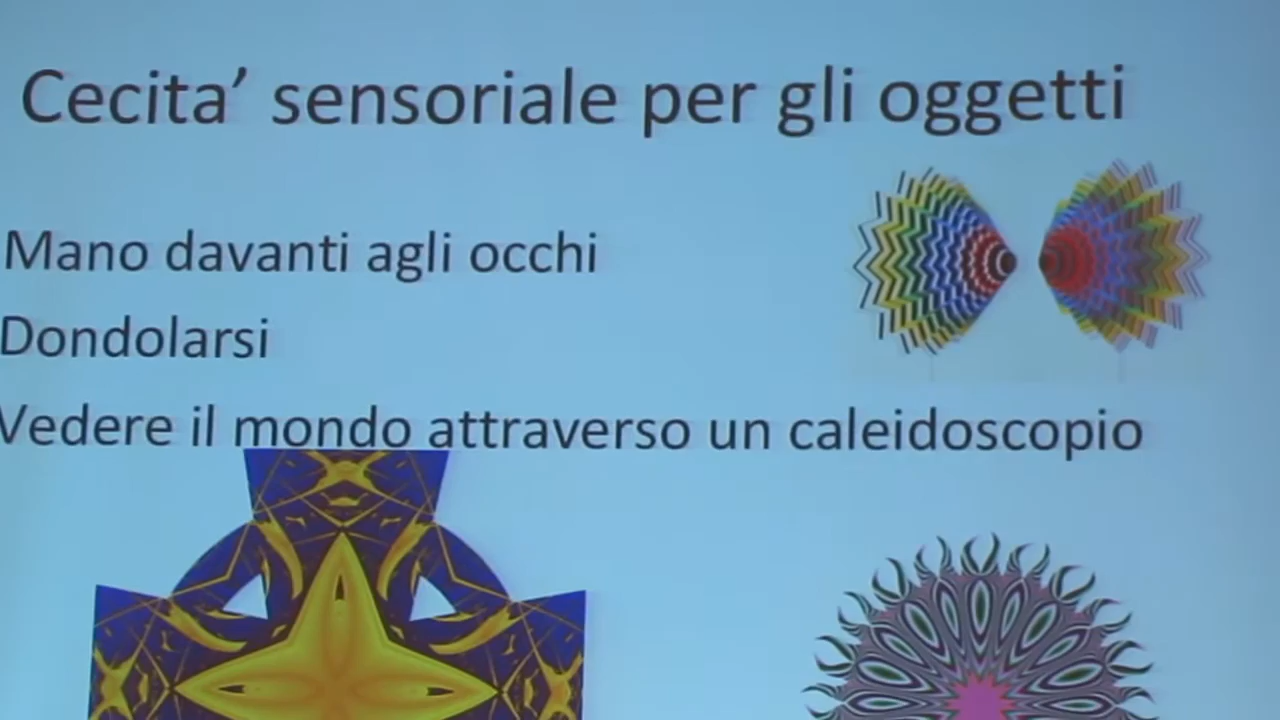 Cecita’ sensoriale per gli oggetti
Mano davanti agli occhi
Dondolarsi
Vedere il mondo attraverso un caleidoscopio